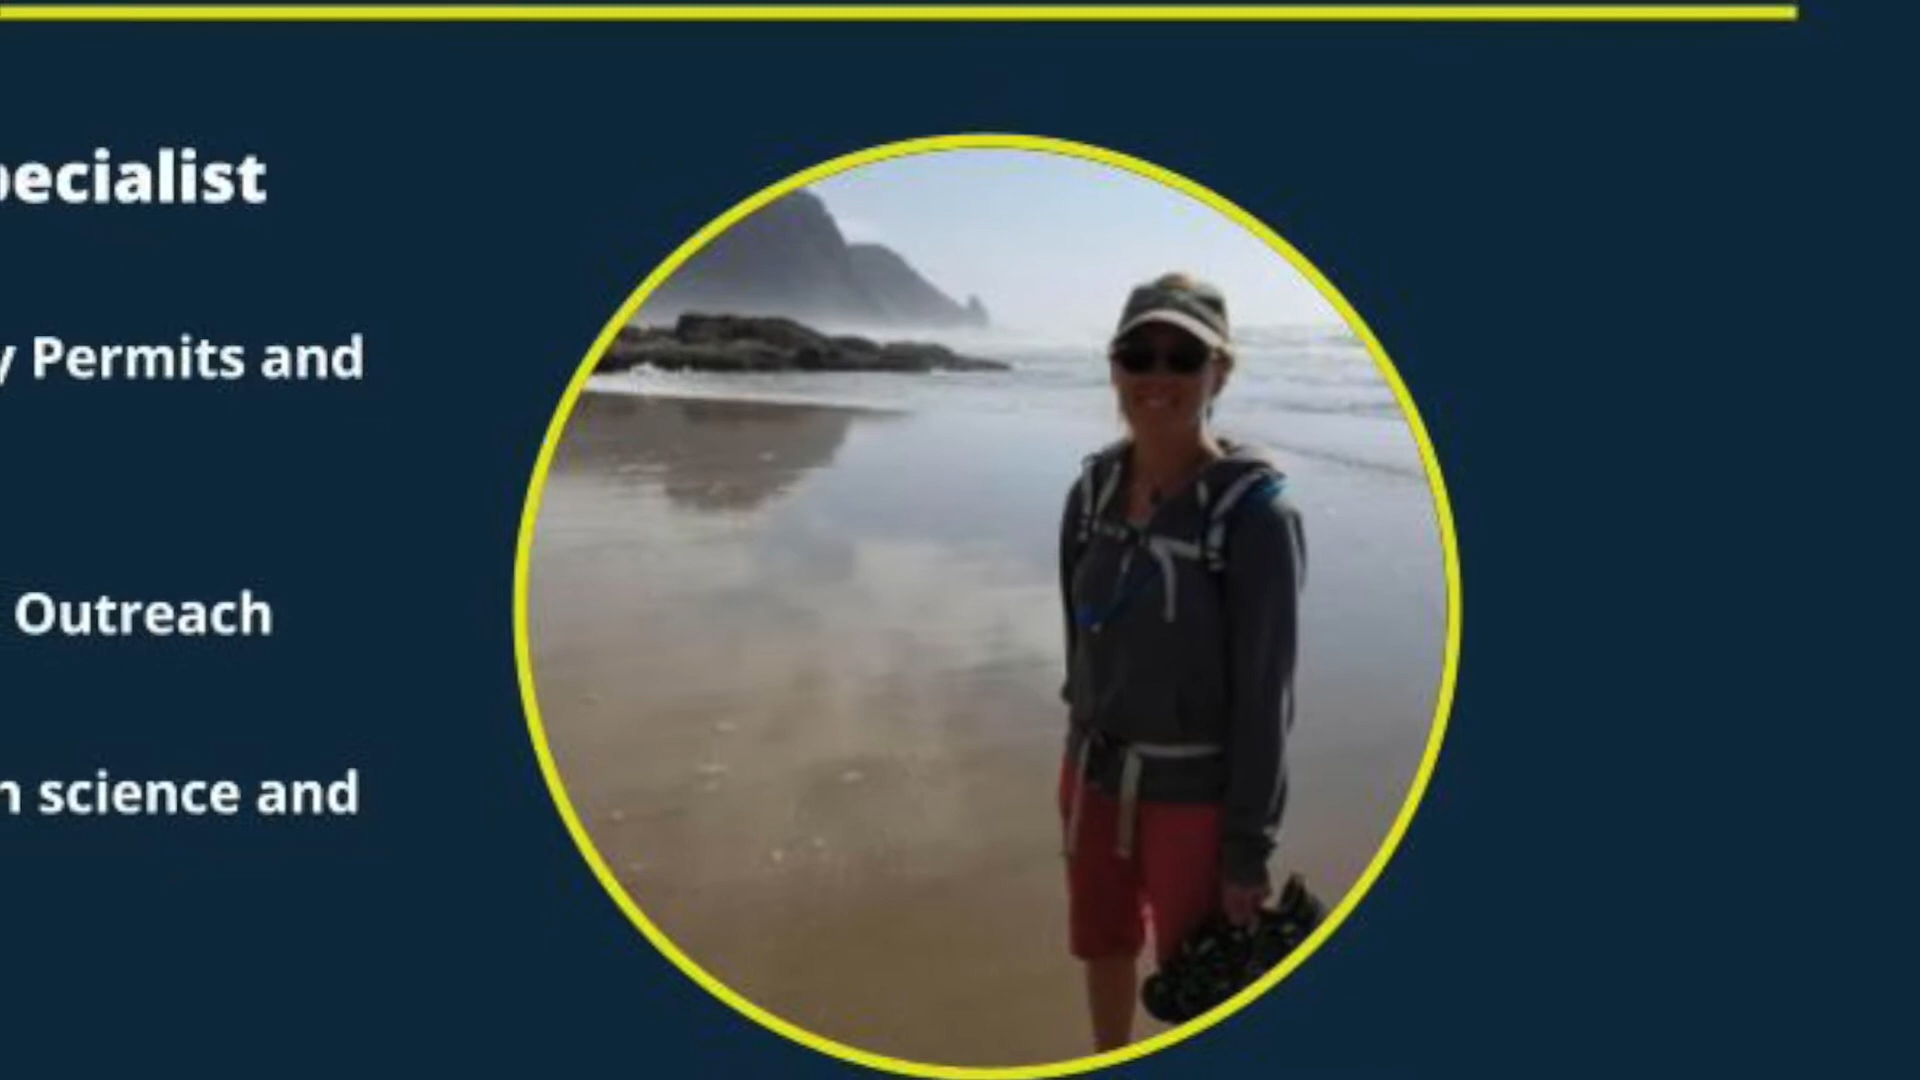 pecialist
y Permits and
Outreach
n science and